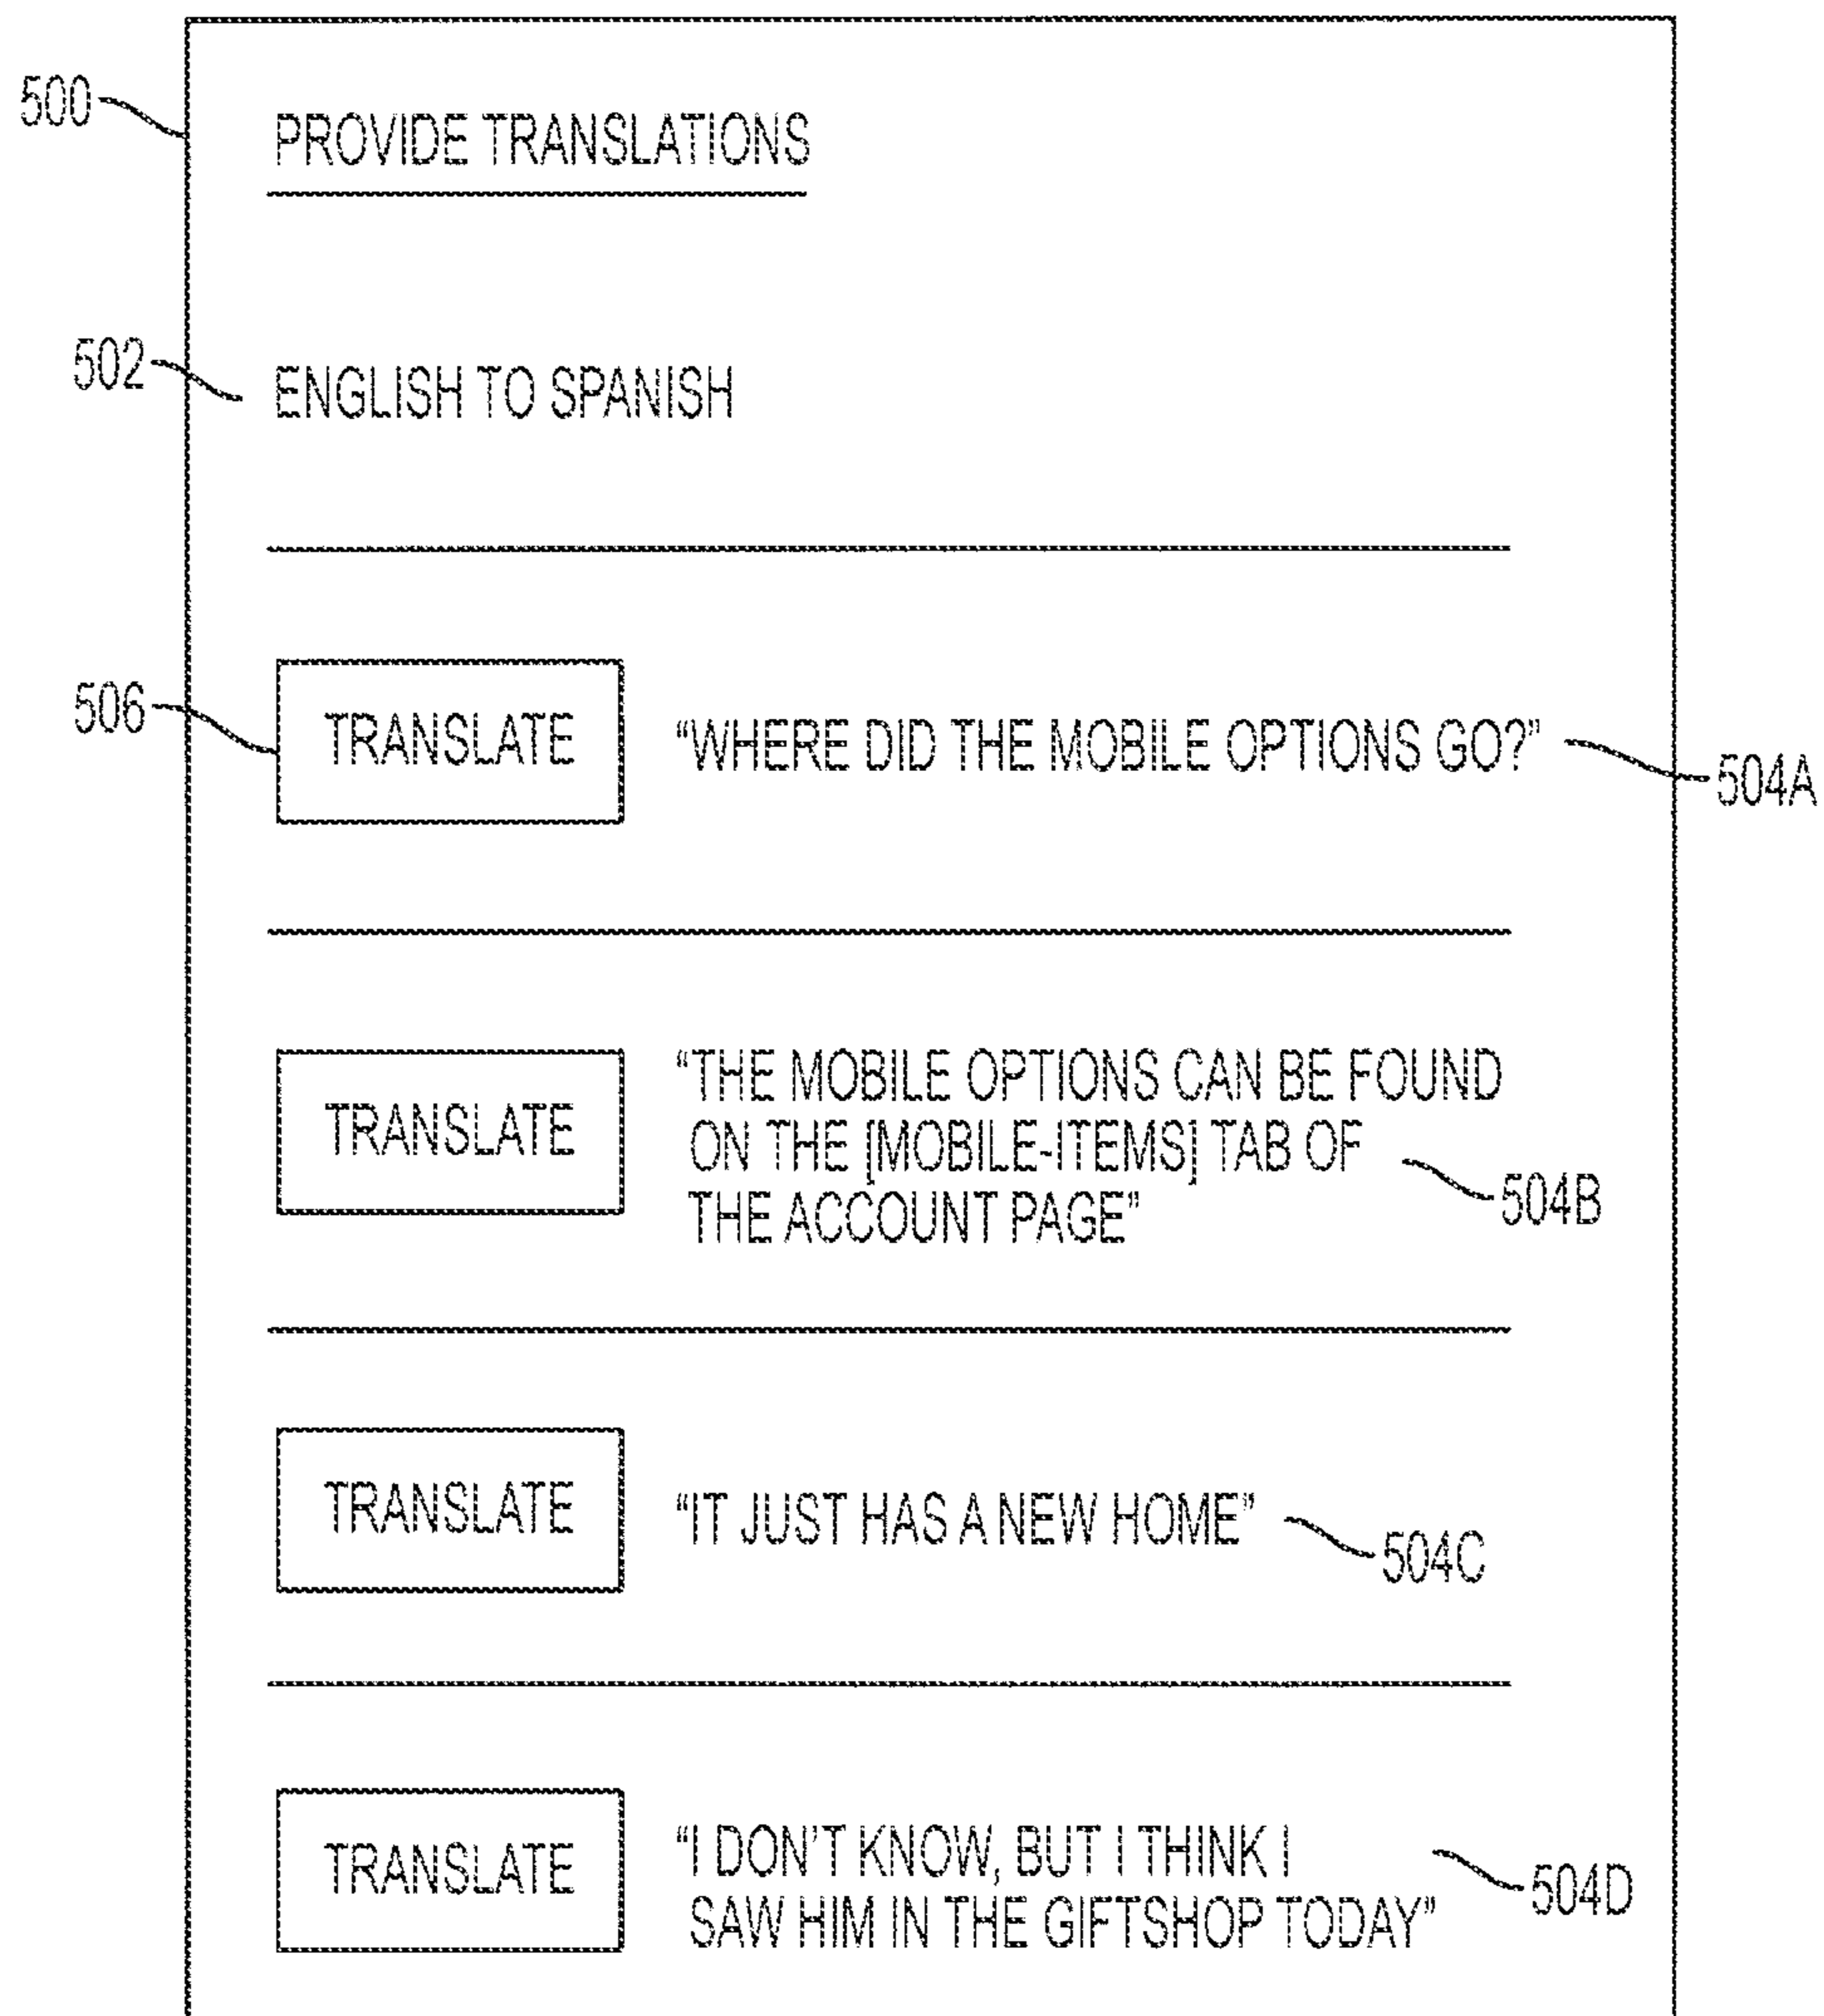 500
PROVIDE TRANSLATIONS
502
ENGLISH TO SPANISH
506
TRANSLATE
“WHERE DID THE MOBILE OPTIONS GO?”
504A
TRANSLATE
“THE MOBILE OPTIONS CAN BE FOUND
ON THE [MOBILE-ITEMS] TAB OF
THE ACCOUNT PAGE”
504B
TRANSLATE
“IT JUST HAS A NEW HOME”
504C
TRANSLATE
“I DON’T KNOW, BUT I THINK I
SAW HIM IN THE GIFTSHOP TODAY”
504D